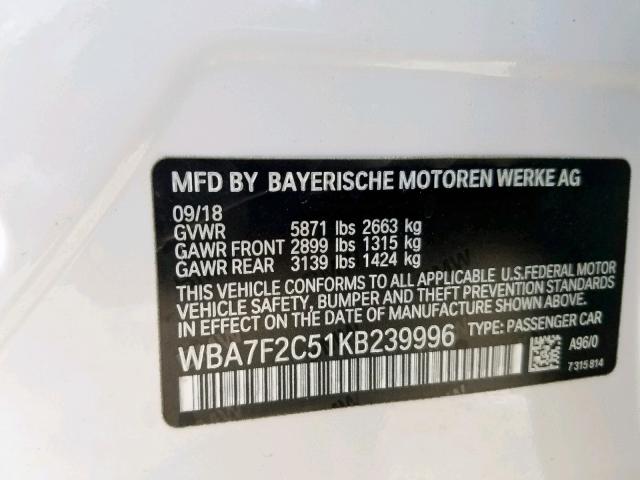 MFD BY BAYERISCHE MOTOREN WERKE AG
09/18
GVWR 5871 lbs 2663 kg
GAWR FRONT 2899 lbs 1315 kg
GAWR REAR 3139 lbs 1424 kg
THIS VEHICLE CONFORMS TO ALL APPLICABLE U.S.FEDERAL MOTOR
VEHICLE SAFETY, BUMPER AND THEFT PREVENTION STANDARDS
IN EFFECT ON THE DATE OF MANUFACTURE SHOWN ABOVE.
WBA7F2C51KB239996 TYPE: PASSENGER CAR
A96/0
7315814